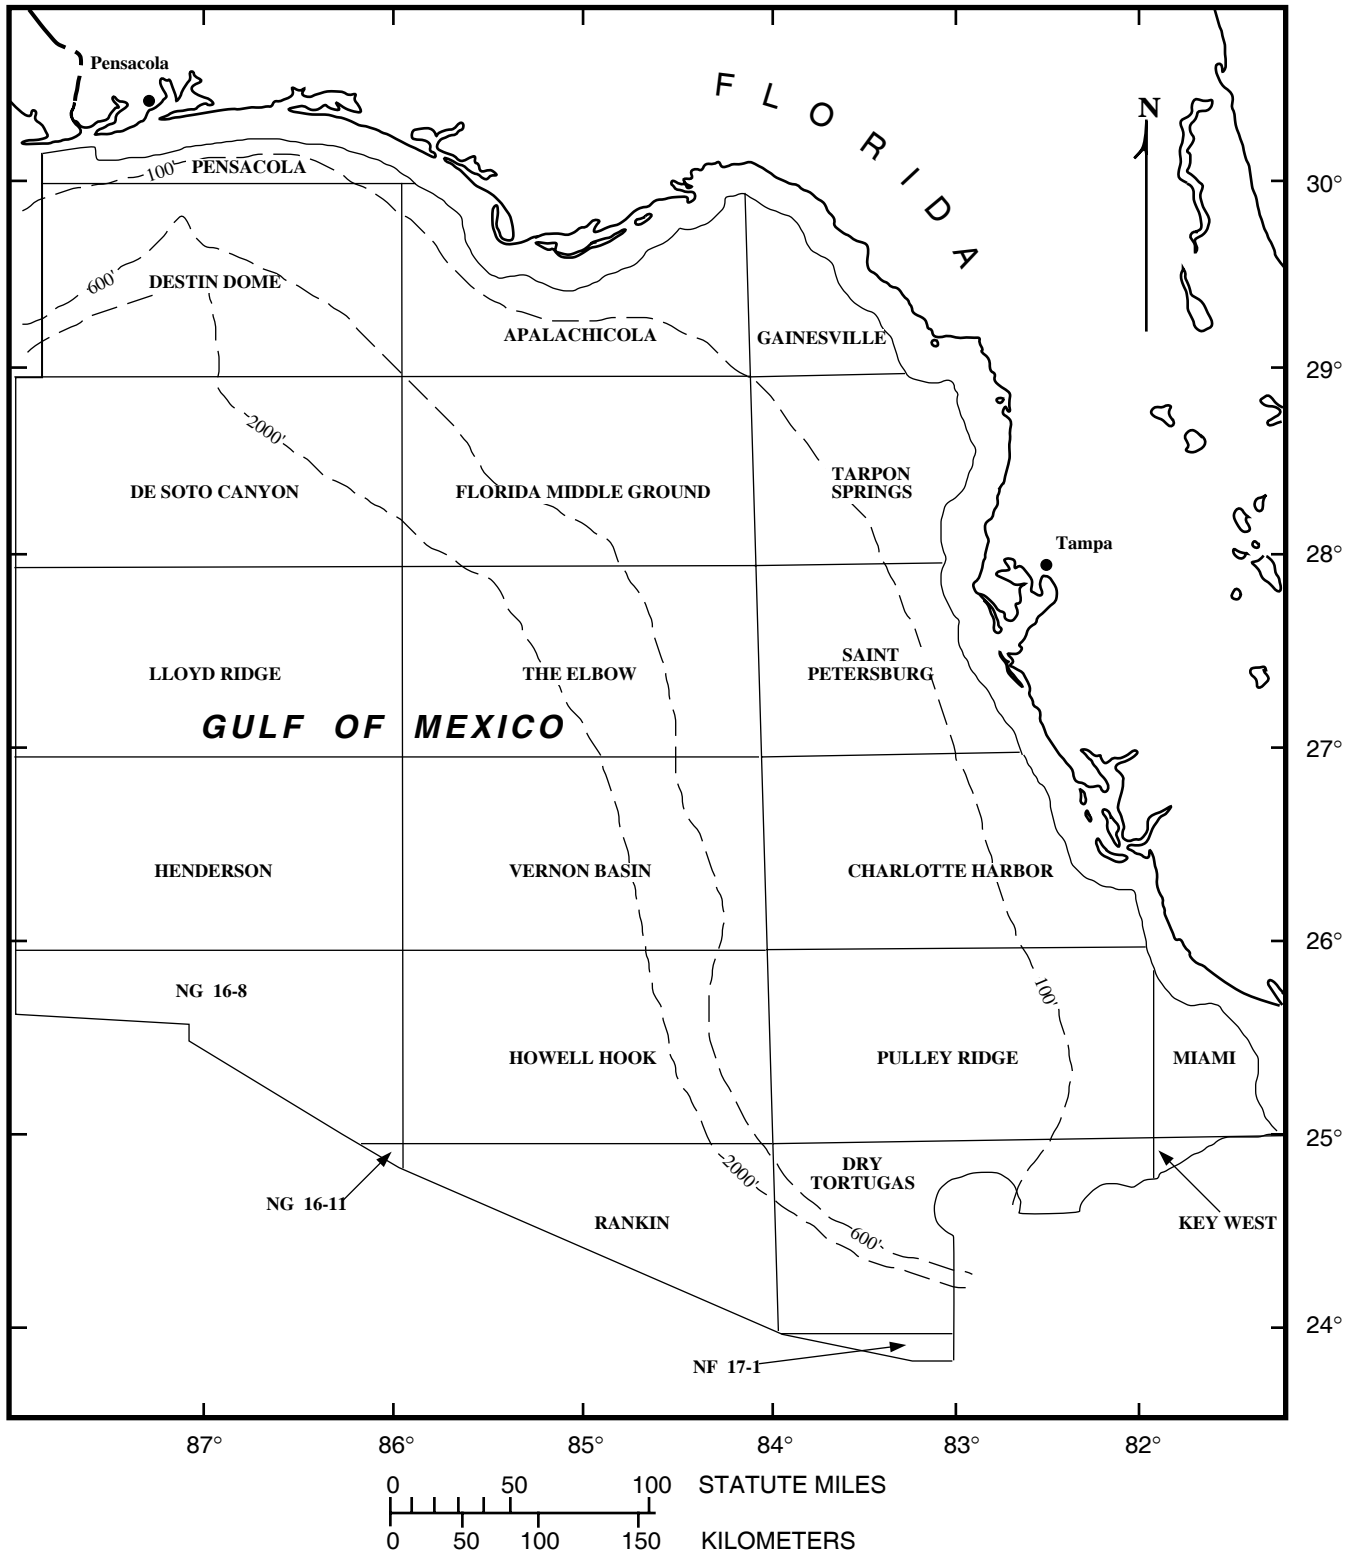 Pensacola
FLORIDA
N
100'
PENSACOLA
30°
600'
DESTIN DOME
APALACHICOLA
GAINESVILLE
29°
2000'
DE SOTO CANYON
FLORIDA MIDDLE GROUND
TARPON
SPRINGS
Tampa
28°
LLOYD RIDGE
THE ELBOW
SAINT
PETERSBURG
GULF OF MEXICO
27°
HENDERSON
VERNON BASIN
CHARLOTTE HARBOR
26°
NG 16-8
100'
HOWELL HOOK
PULLEY RIDGE
MIAMI
25°
2000'
DRY
TORTUGAS
NG 16-11
RANKIN
KEY WEST
600'
24°
NF 17-1
87° 86° 85° 84° 83° 82°
0 50 100 STATUTE MILES
0 50 100 150 KILOMETERS